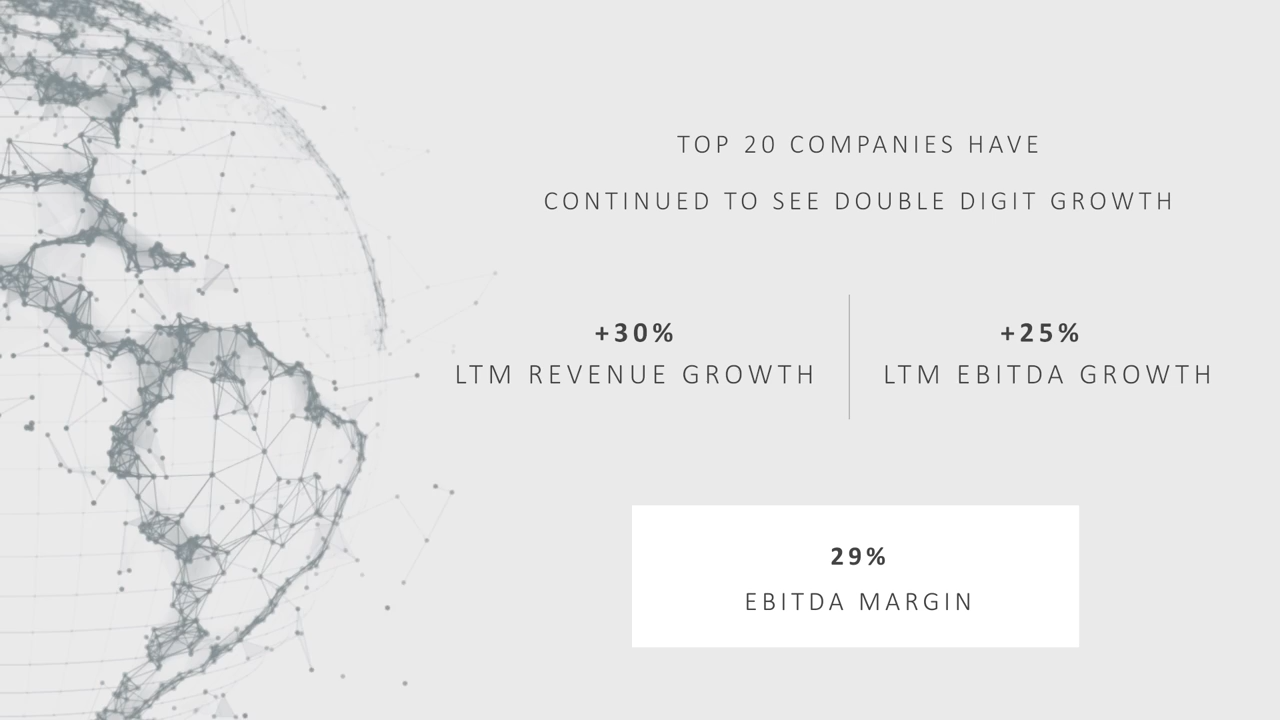 TOP 20 COMPANIES HAVE
CONTINUED TO SEE DOUBLE DIGIT GROWTH
+30%
LTM REVENUE GROWTH
+25%
LTM EBITDA GROWTH
29%
EBITDA MARGIN